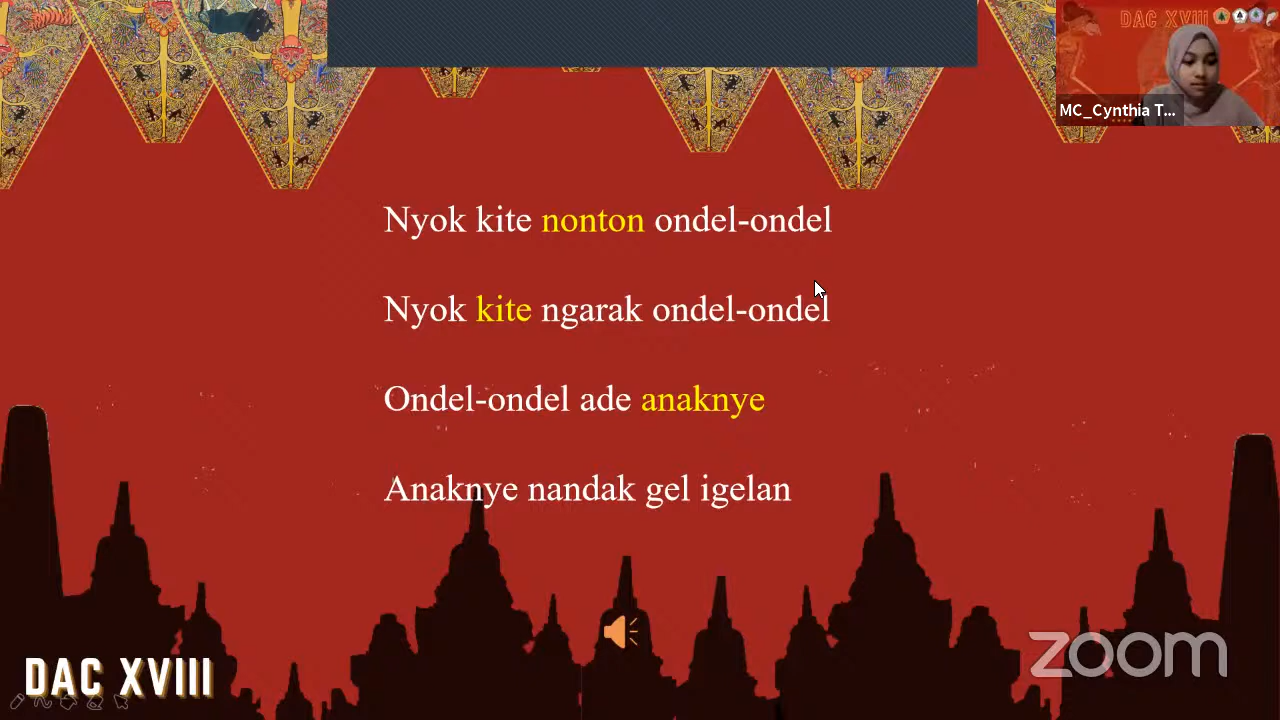 DAC XVIII
MC_Cynthia T...
Nyok kite nonton ondel-ondel
Nyok kite ngarak ondel-ondel
Ondel-ondel ade anaknye
Anaknye nandak gel igelan
DAC XVIII
zoom